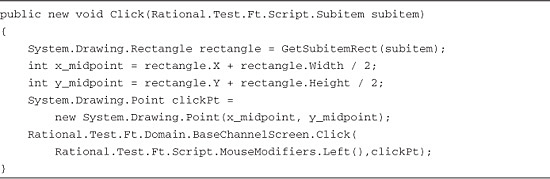 public new void Click(Rational.Test.Ft.Script.Subitem subitem)
{
    System.Drawing.Rectangle rectangle = GetSubitemRect(subitem);
    int x_midpoint = rectangle.X + rectangle.Width / 2;
    int y_midpoint = rectangle.Y + rectangle.Height / 2;
    System.Drawing.Point clickPt =
        new System.Drawing.Point(x_midpoint, y_midpoint);
    Rational.Test.Ft.Domain.BaseChannelScreen.Click(
        Rational.Test.Ft.Script.MouseModifiers.Left(),clickPt);
}